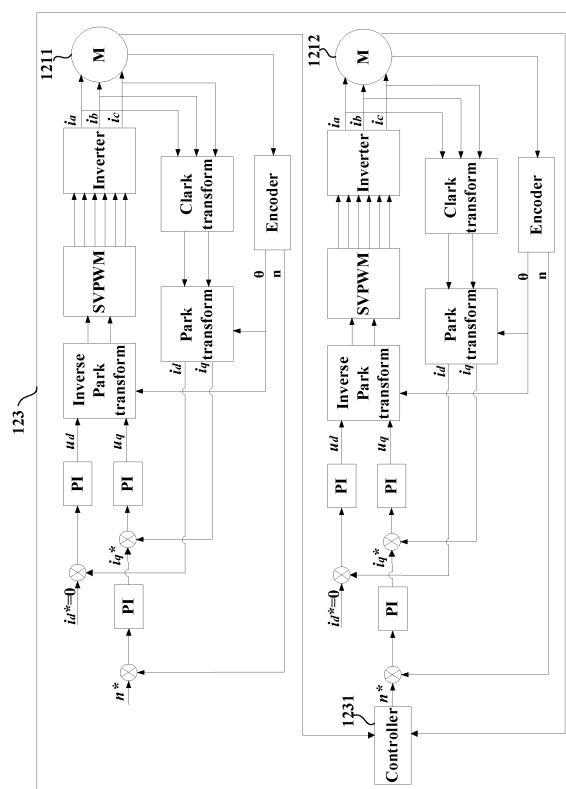 123
1211
M
ia
ib
ic
Inverter
SVPWM
Inverse
Park
transform
ud
uq
PI
PI
id*=0
iq*
PI
n*
Clark
transform
Park
transform
id
iq
Encoder
θ
n
1212
M
ia
ib
ic
Inverter
SVPWM
Inverse
Park
transform
ud
uq
PI
PI
id*=0
iq*
PI
n*
1231
Controller
Clark
transform
Park
transform
id
iq
Encoder
θ
n